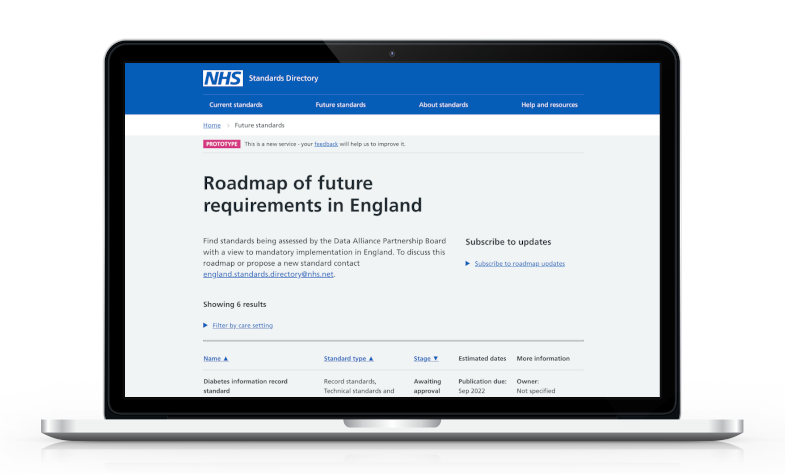 NHS Standards Directory
Current standards Future standards About standards Help and resources
Home > Future standards
PROTOTYPE This is a new service - your feedback will help us to improve it.
Roadmap of future
requirements in England
Find standards being assessed by the Data Alliance Partnership Board
with a view to mandatory implementation in England. To discuss this
roadmap or propose a new standard contact
england.standards.directory@nhs.net.
Subscribe to updates
▶ Subscribe to roadmap updates
Showing 6 results
▶ Filter by care setting
Name ▲ Standard type ▲ Stage ▼ Estimated dates More information
Diabetes information record Record standards, Awaiting Publication due: Owner:
standard Technical standards and approval Sep 2022 Not specified